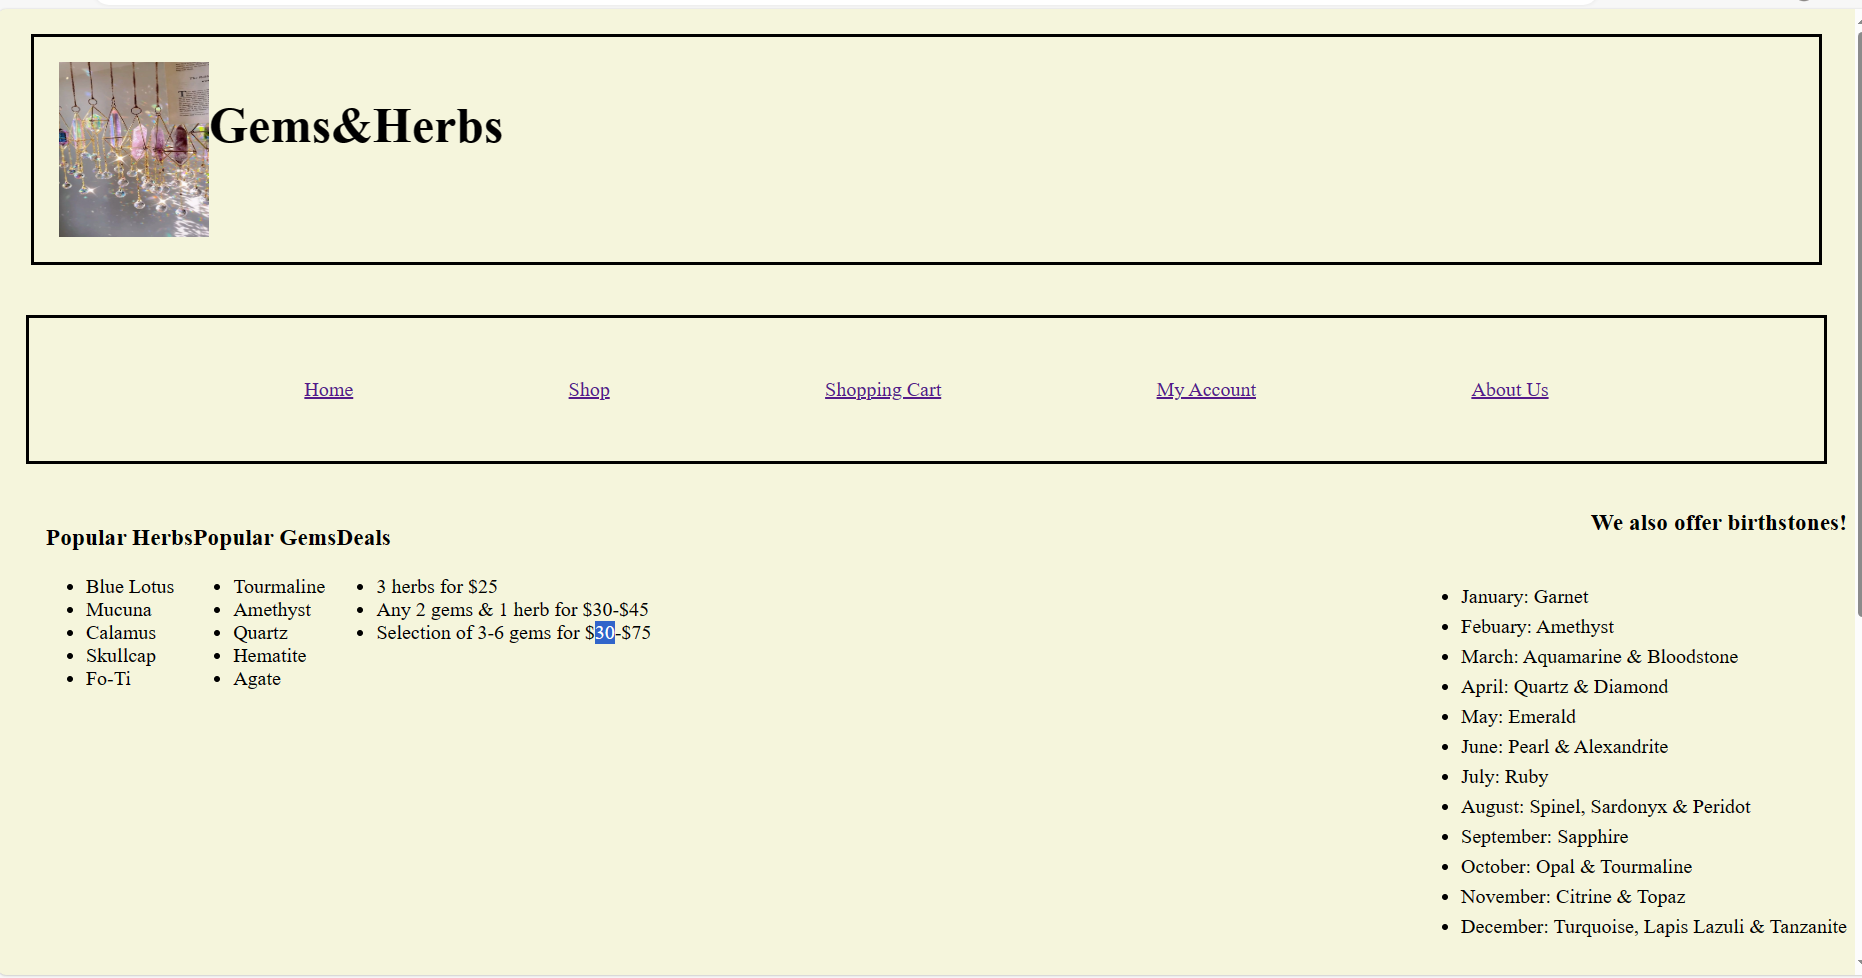 Gems&Herbs
Home
Shop
Shopping Cart
My Account
About Us
Popular Herbs
Blue Lotus
Mucuna
Calamus
Skullcap
Fo-Ti
Popular Gems
Tourmaline
Amethyst
Quartz
Hematite
Agate
Deals
3 herbs for $25
Any 2 gems & 1 herb for $30-$45
Selection of 3-6 gems for $30-$75
We also offer birthstones!
January: Garnet
Febuary: Amethyst
March: Aquamarine & Bloodstone
April: Quartz & Diamond
May: Emerald
June: Pearl & Alexandrite
July: Ruby
August: Spinel, Sardonyx & Peridot
September: Sapphire
October: Opal & Tourmaline
November: Citrine & Topaz
December: Turquoise, Lapis Lazuli & Tanzanite